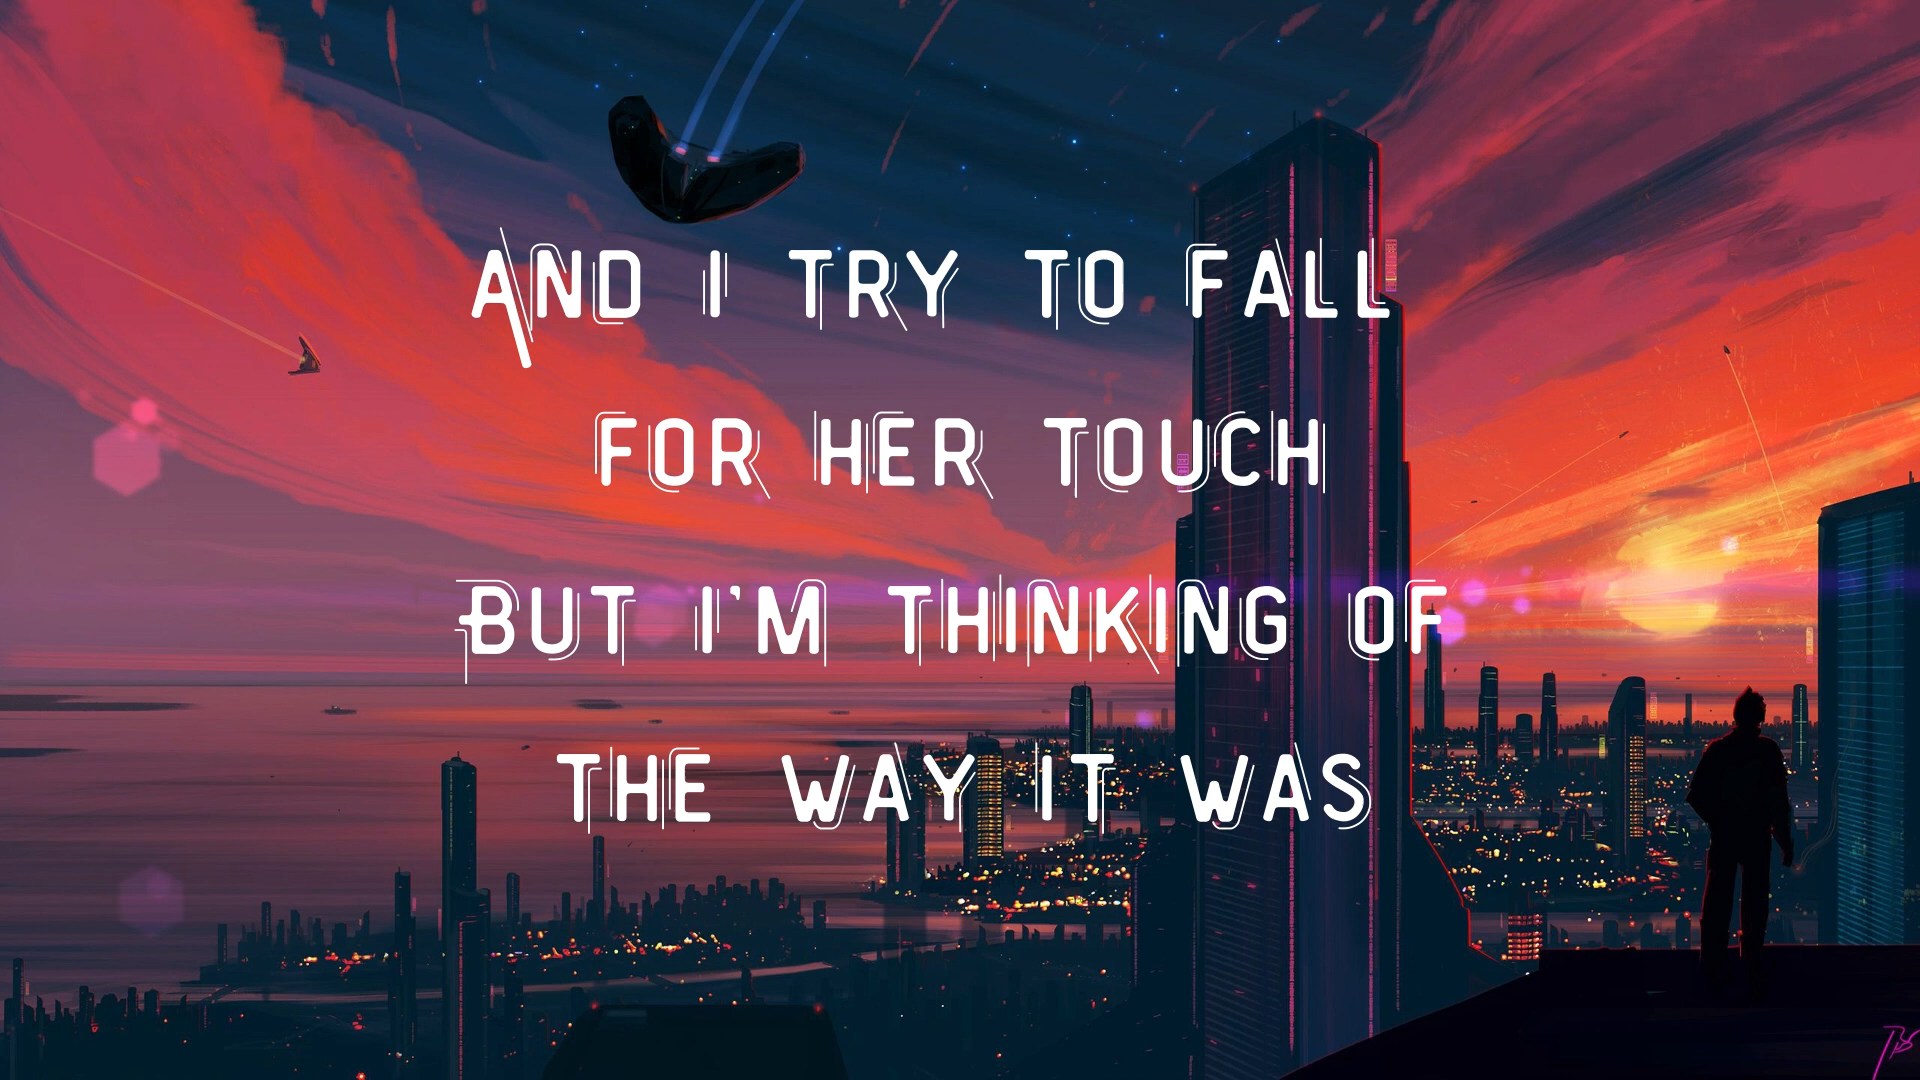 And I try to fall
for her touch
But I'm thinking of
the way it was